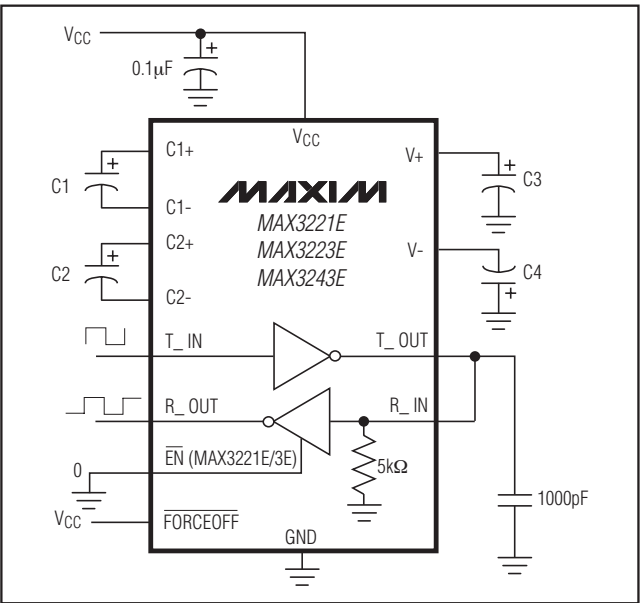 VCC
0.1µF
+
VCC
C1+
C1
+
C1-
C2+
C2
+
C2-
MAXIM
MAX3221E
MAX3223E
MAX3243E
V+
+
C3
V-
C4
+
T_ IN
T_ OUT
R_ OUT
R_ IN
0
EN (MAX3221E/3E)
5kΩ
1000pF
VCC
FORCEOFF
GND